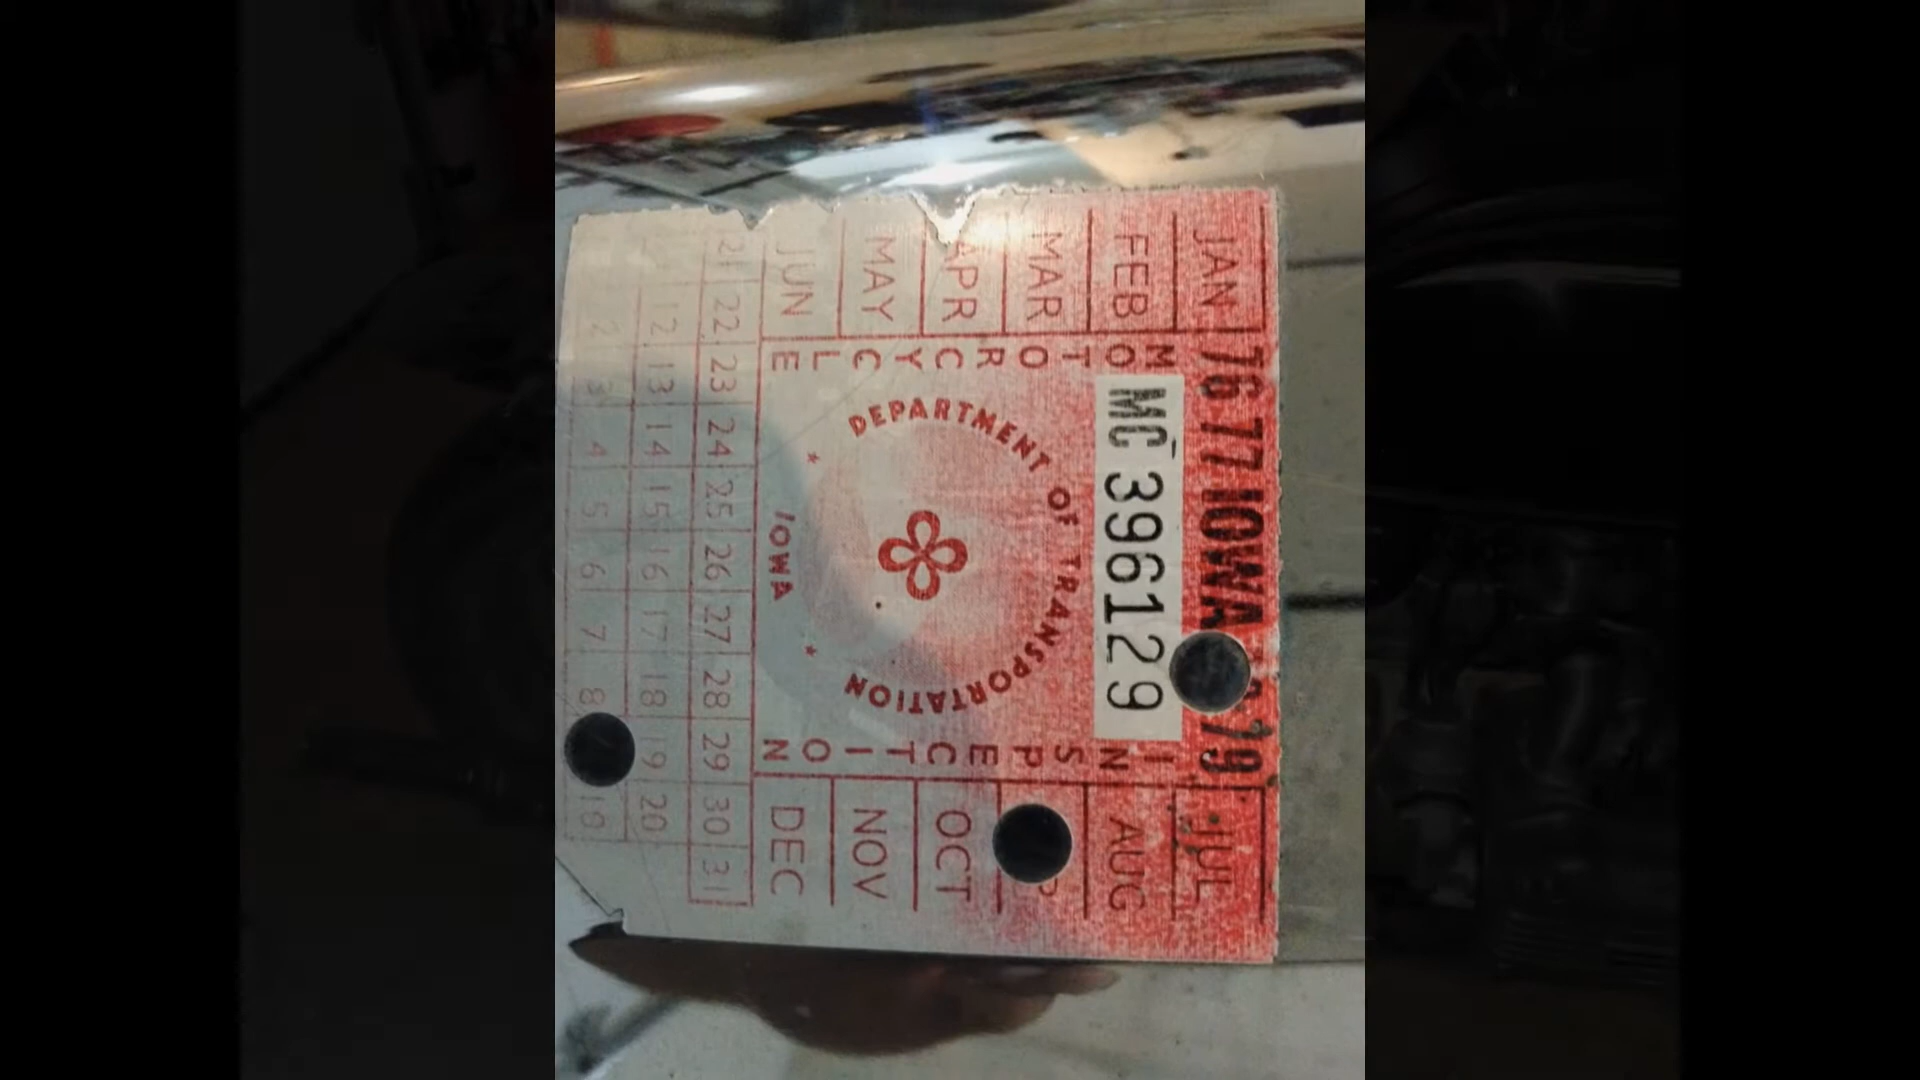 JAN 76 77 IOWA 79 JUL
FEB MC 396129 AUG
MAR
APR OCT
MAY NOV
JUN DEC
MOTORCYCLE
INSPECTION
DEPARTMENT OF TRANSPORTATION
* IOWA *
21 22 23 24 25 26 27 28 29 30 31
12 13 14 15 16 17 18 19 20
2 3 4 5 6 7 8 10